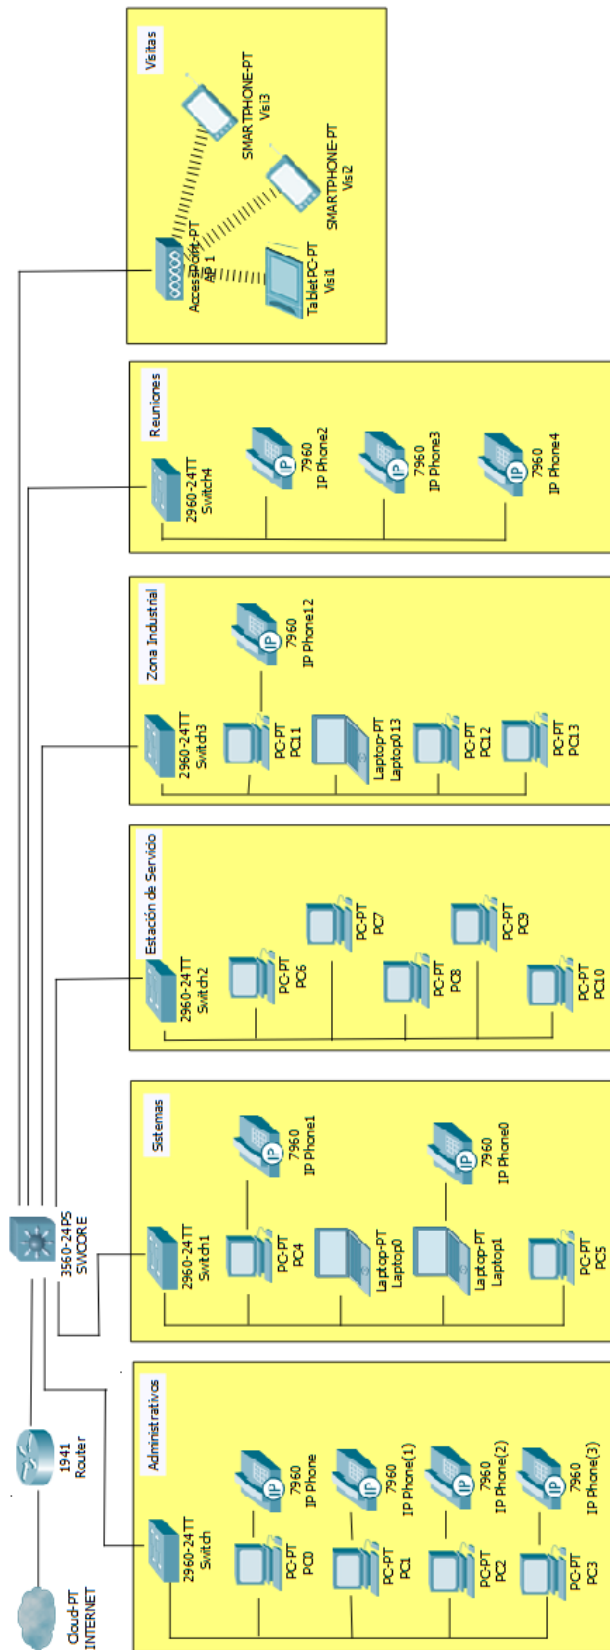 Cloud-PT
INTERNET
1941
Router
3560-24PS
SWCORE
Administrativos
2960-24TT
Switch
PC-PT
PC0
7960
IP Phone
PC-PT
PC1
7960
IP Phone(1)
PC-PT
PC2
7960
IP Phone(2)
PC-PT
PC3
7960
IP Phone(3)
Sistemas
2960-24TT
Switch1
PC-PT
PC4
7960
IP Phone1
Laptop-PT
Laptop0
Laptop-PT
Laptop1
7960
IP Phone0
PC-PT
PC5
Estación de Servicio
2960-24TT
Switch2
PC-PT
PC6
PC-PT
PC7
PC-PT
PC8
PC-PT
PC9
PC-PT
PC10
Zona Industrial
2960-24TT
Switch3
PC-PT
PC11
7960
IP Phone12
Laptop-PT
Laptop013
PC-PT
PC12
PC-PT
PC13
Reuniones
2960-24TT
Switch4
7960
IP Phone2
7960
IP Phone3
7960
IP Phone4
Visitas
AccessPoint-PT
AP 1
TabletPC-PT
Visi1
SMARTPHONE-PT
Visi2
SMARTPHONE-PT
Visi3